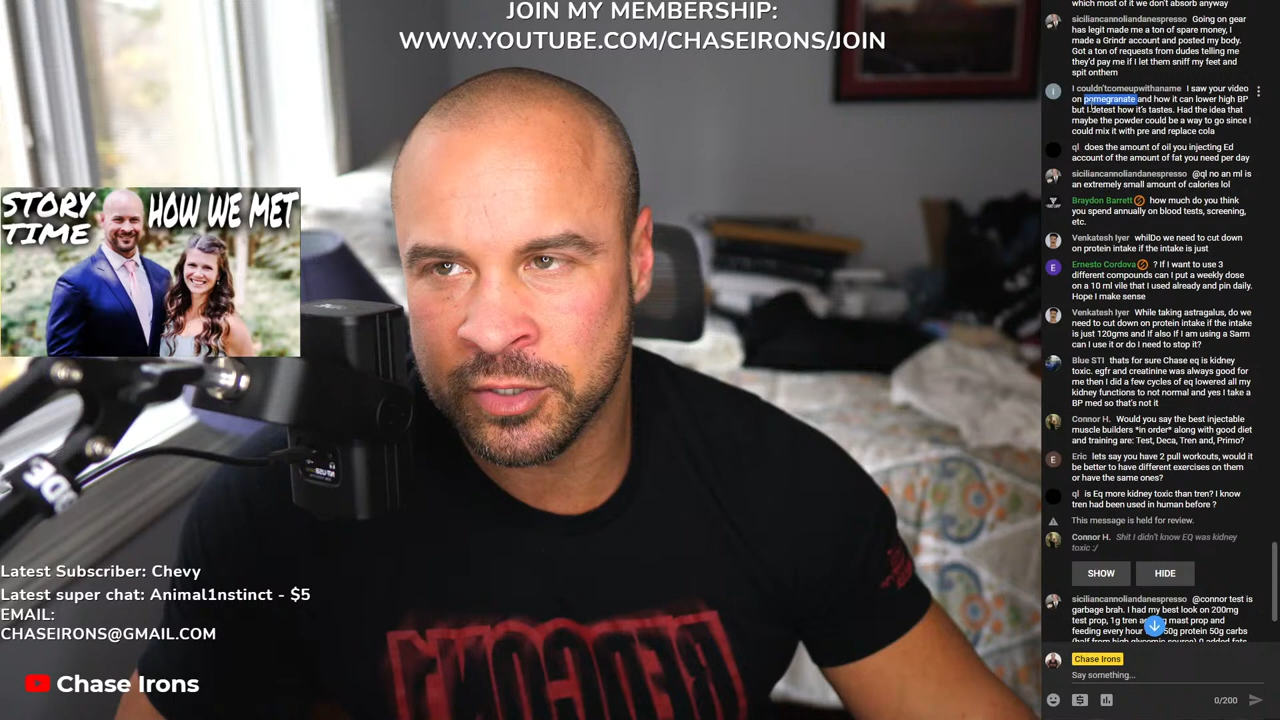 JOIN MY MEMBERSHIP:
WWW.YOUTUBE.COM/CHASEIRONS/JOIN
STORY TIME
HOW WE MET
Latest Subscriber: Chevy
Latest super chat: Animal1nstinct - $5
EMAIL:
CHASEIRONS@GMAIL.COM
Chase Irons
which most of it we don't absorb anyway
siciliancannoliandanespresso Going on gear
has legit made me a ton of spare money, I
made a Grindr account and posted my body.
Got a ton of requests from dudes telling me
they'd pay me if I let them sniff my feet and
spit onthem
I couldn'tcomeupwithaname I saw your video
on pomegranate and how it can lower high BP
but I detest how it's tastes. Had the idea that
maybe the powder could be a way to go since I
could mix it with pre and replace cola
ql does the amount of oil you injecting Ed
account of the amount of fat you need per day
siciliancannoliandanespresso @ql no an ml is
an extremely small amount of calories lol
Braydon Barrett how much do you think
you spend annually on blood tests, screening,
etc.
Venkatesh Iyer whilDo we need to cut down
on protein intake if the intake is just
Ernesto Cordova ? If I want to use 3
different compounds can I put a weekly dose
on a 10 ml vile that I used already and pin daily.
Hope I make sense
Venkatesh Iyer While taking astragalus, do we
need to cut down on protein intake if the intake
is just 120gms and If also if I am using a Sarm
can I use it or do I need to stop it?
Blue STI thats for sure Chase eq is kidney
toxic. egfr and creatinine was always good for
me then I did a few cycles of eq lowered all my
kidney functions to not normal and yes I take a
BP med so that's not it
Connor H. Would you say the best injectable
muscle builders *in order* along with good diet
and training are: Test, Deca, Tren and, Primo?
Eric lets say you have 2 pull workouts, would it
be better to have different exercises on them
or have the same ones?
ql is Eq more kidney toxic than tren? I know
tren had been used in human before ?
This message is held for review.
Connor H. Shit I didn't know EQ was kidney
toxic :/
SHOW HIDE
siciliancannoliandanespresso @connor test is
garbage brah. I had my best look on 200mg
test prop, 1g tren mast prop and
feeding every hour 50g protein 50g carbs
(half from high glycemic source) 0 added fats
Chase Irons
Say something...
0/200